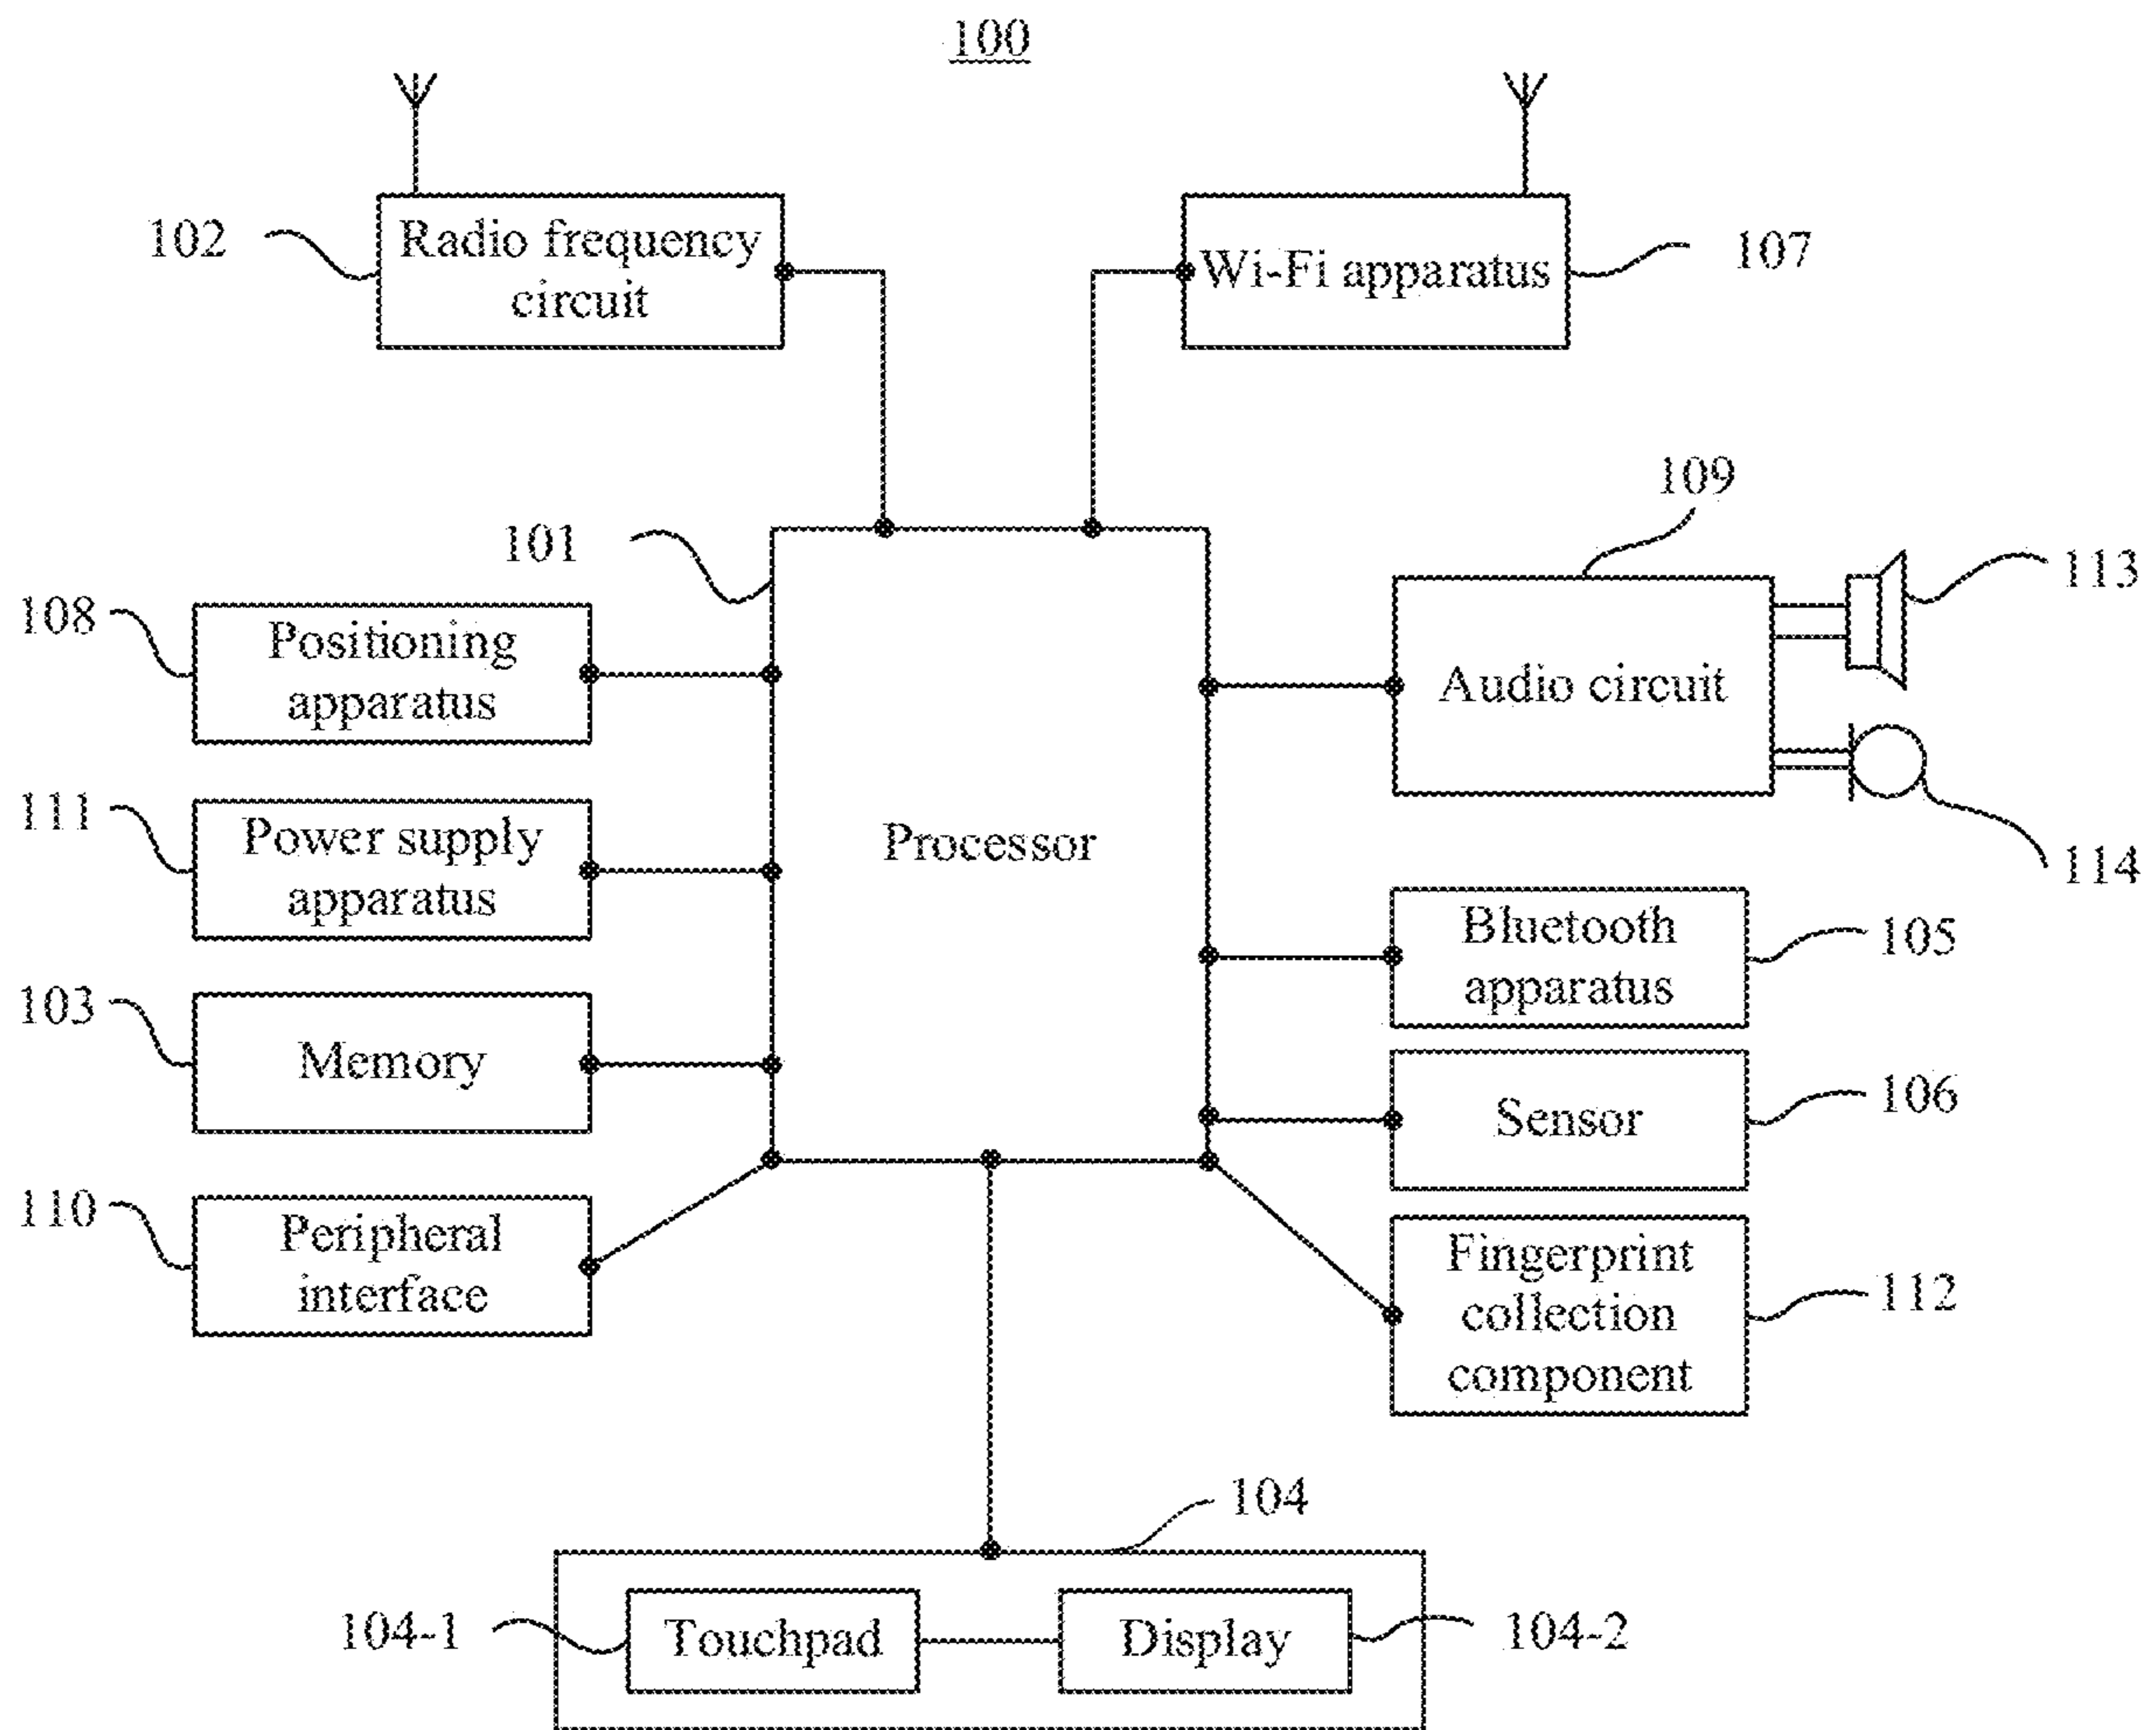 100
102
Radio frequency
circuit
Wi-Fi apparatus
107
101
109
113
108
Positioning
apparatus
Audio circuit
114
111
Power supply
apparatus
Processor
Bluetooth
apparatus
105
103
Memory
Sensor
106
110
Peripheral
interface
Fingerprint
collection
component
112
104
104-1
Touchpad
Display
104-2